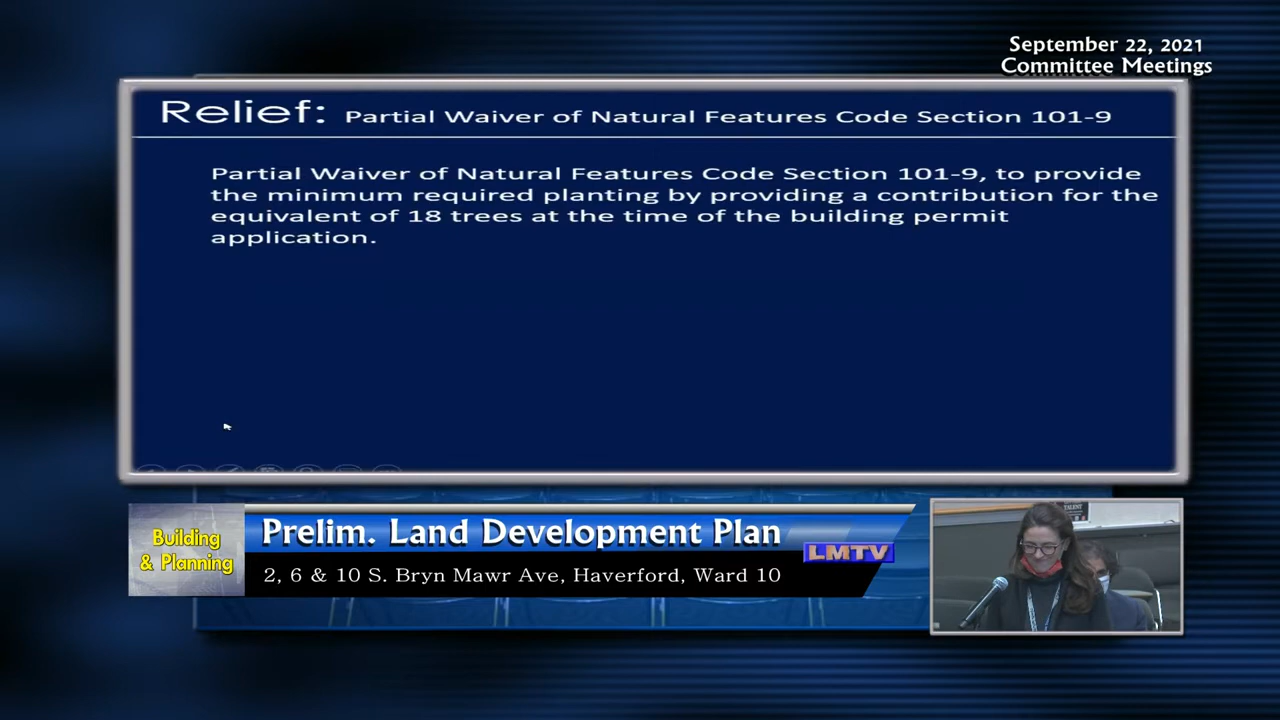 September 22, 2021
Committee Meetings
Relief: Partial Waiver of Natural Features Code Section 101-9
Partial Waiver of Natural Features Code Section 101-9, to provide
the minimum required planting by providing a contribution for the
equivalent of 18 trees at the time of the building permit
application.
Building
& Planning
Prelim. Land Development Plan
2, 6 & 10 S. Bryn Mawr Ave, Haverford, Ward 10
LMTV
TALENT